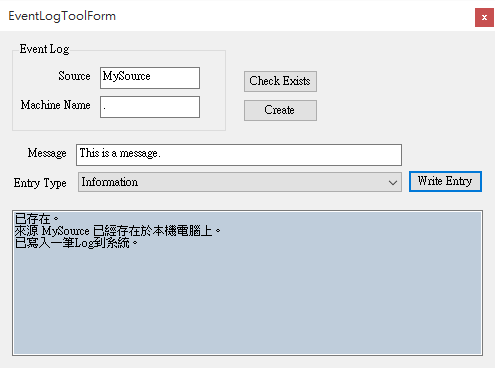 EventLogToolForm
x
Event Log
Source MySource
Check Exists
Machine Name .
Create
Message This is a message.
Entry Type Information
Write Entry
已存在。
來源 MySource 已經存在於本機電腦上。
已寫入一筆Log到系統。